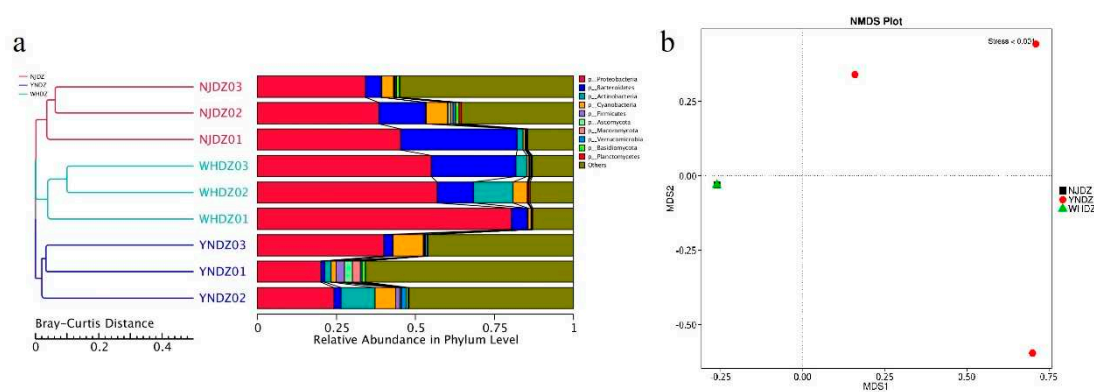 a
NJDZ
YNDZ
WHDZ
NJDZ03
NJDZ02
NJDZ01
WHDZ03
WHDZ02
WHDZ01
YNDZ03
YNDZ01
YNDZ02
Bray-Curtis Distance
0 0.2 0.4
0 0.25 0.5 0.75 1
Relative Abundance in Phylum Level
p__Proteobacteria
p__Bacteroidetes
p__Actinobacteria
p__Cyanobacteria
p__Firmicutes
p__Ascomycota
p__Mucoromycota
p__Verrucomicrobia
p__Basidiomycota
p__Planctomycetes
Others
b
NMDS Plot
Stress < 0.001
0.25
0.00
-0.25
-0.50
MDS2
-0.25 0.00 0.25 0.50 0.75
MDS1
NJDZ
YNDZ
WHDZ